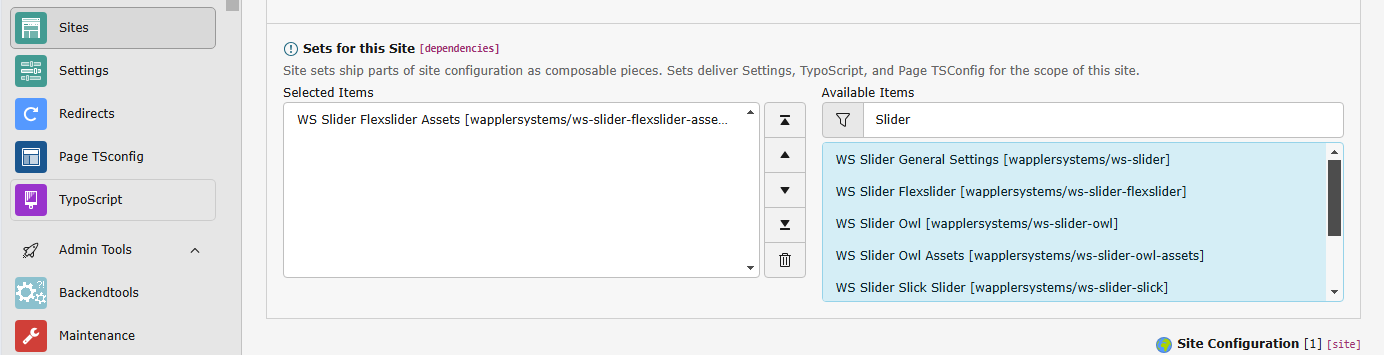 Sites
Settings
Redirects
Page TSconfig
TypoScript
Admin Tools
Backendtools
Maintenance
Sets for this Site [dependencies]
Site sets ship parts of site configuration as composable pieces. Sets deliver Settings, TypoScript, and Page TSConfig for the scope of this site.
Selected Items
WS Slider Flexslider Assets [wapplersystems/ws-slider-flexslider-asse...
Available Items
Slider
WS Slider General Settings [wapplersystems/ws-slider]
WS Slider Flexslider [wapplersystems/ws-slider-flexslider]
WS Slider Owl [wapplersystems/ws-slider-owl]
WS Slider Owl Assets [wapplersystems/ws-slider-owl-assets]
WS Slider Slick Slider [wapplersystems/ws-slider-slick]
Site Configuration [1] [site]